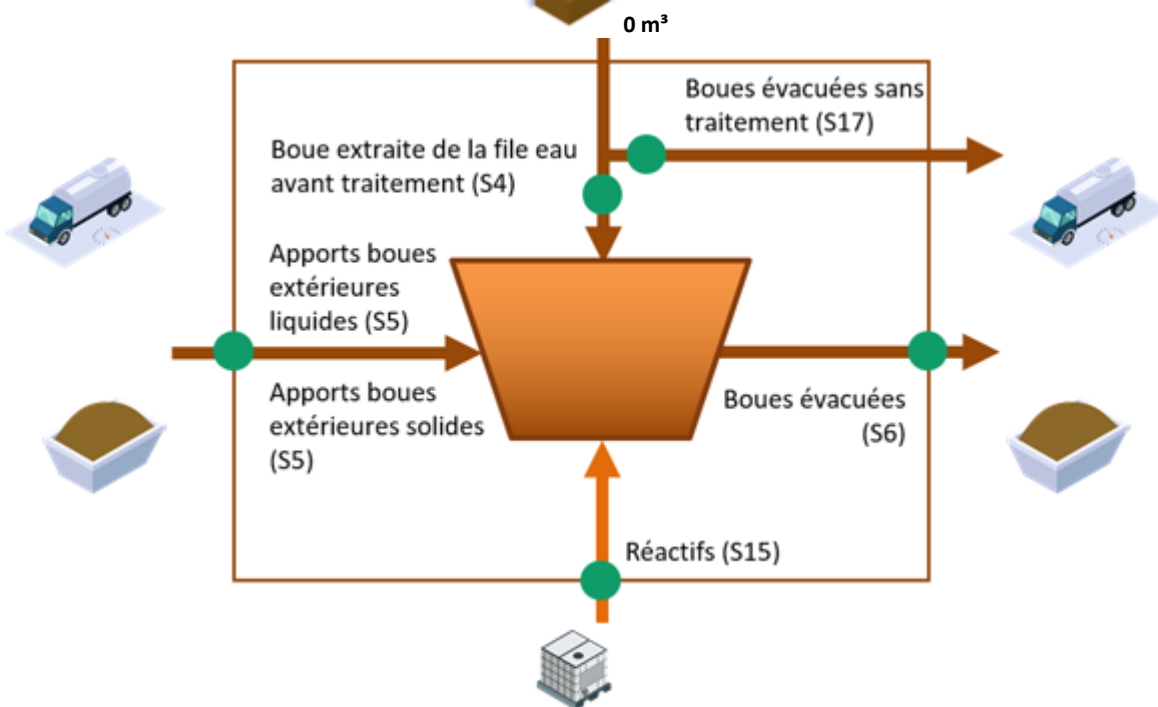 0 m³
Boues évacuées sans
traitement (S17)
Boue extraite de la file eau
avant traitement (S4)
Apports boues
extérieures
liquides (S5)
Apports boues
extérieures solides
(S5)
Boues évacuées
(S6)
Réactifs (S15)